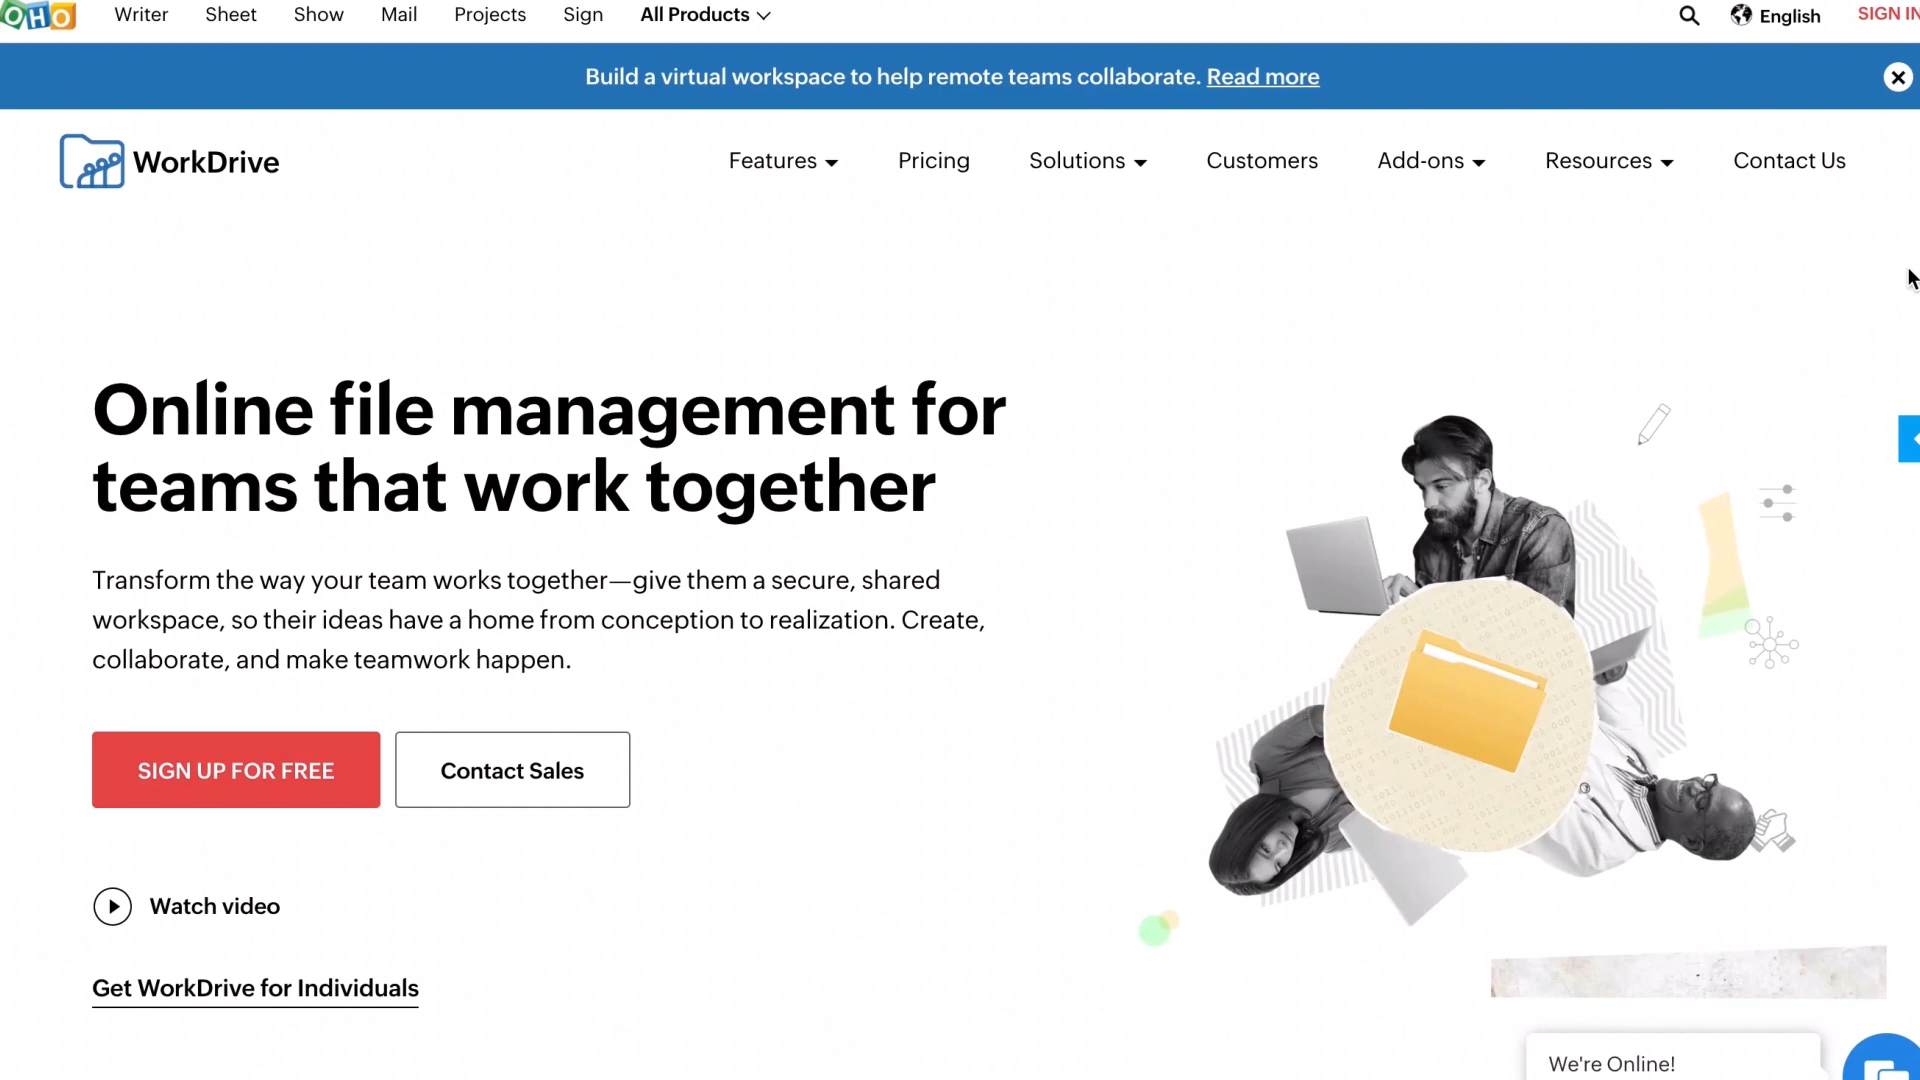 OHO
Writer Sheet Show Mail Projects Sign All Products English SIGN IN
Build a virtual workspace to help remote teams collaborate. Read more
WorkDrive Features Pricing Solutions Customers Add-ons Resources Contact Us
Online file management for
teams that work together
Transform the way your team works together—give them a secure, shared
workspace, so their ideas have a home from conception to realization. Create,
collaborate, and make teamwork happen.
SIGN UP FOR FREE Contact Sales
Watch video
Get WorkDrive for Individuals
We're Online!